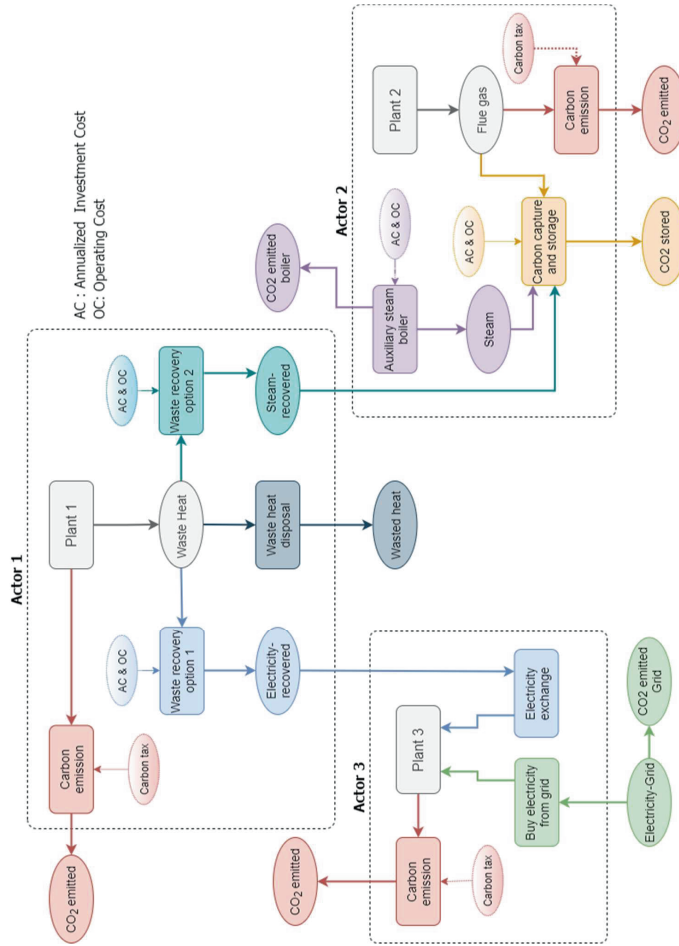 AC : Annualized Investment Cost
OC: Operating Cost
Actor 1
Plant 1
Carbon
emission
Carbon tax
CO2 emitted
Waste Heat
AC & OC
Waste recovery
option 1
Electricity-
recovered
Waste heat
disposal
Wasted heat
AC & OC
Waste recovery
option 2
Steam-
recovered
Actor 2
CO2 emitted
boiler
AC & OC
Auxiliary steam
boiler
Steam
AC & OC
Carbon capture
and storage
CO2 stored
Plant 2
Flue gas
Carbon tax
Carbon
emission
CO2 emitted
Actor 3
Plant 3
Carbon
emission
Carbon tax
CO2 emitted
Electricity
exchange
Buy electricity
from grid
Electricity-Grid
CO2 emitted
Grid